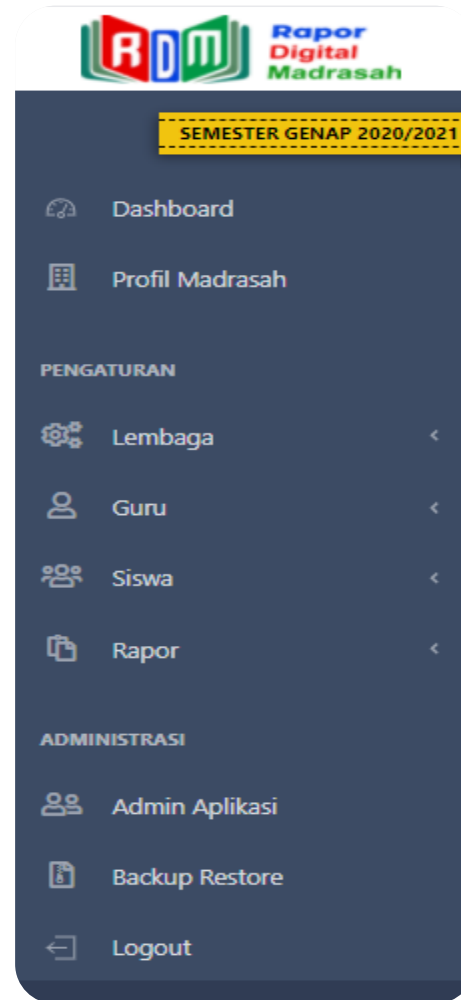 RDM
Rapor
Digital
Madrasah
SEMESTER GENAP 2020/2021
Dashboard
Profil Madrasah
PENGATURAN
Lembaga
Guru
Siswa
Rapor
ADMINISTRASI
Admin Aplikasi
Backup Restore
Logout